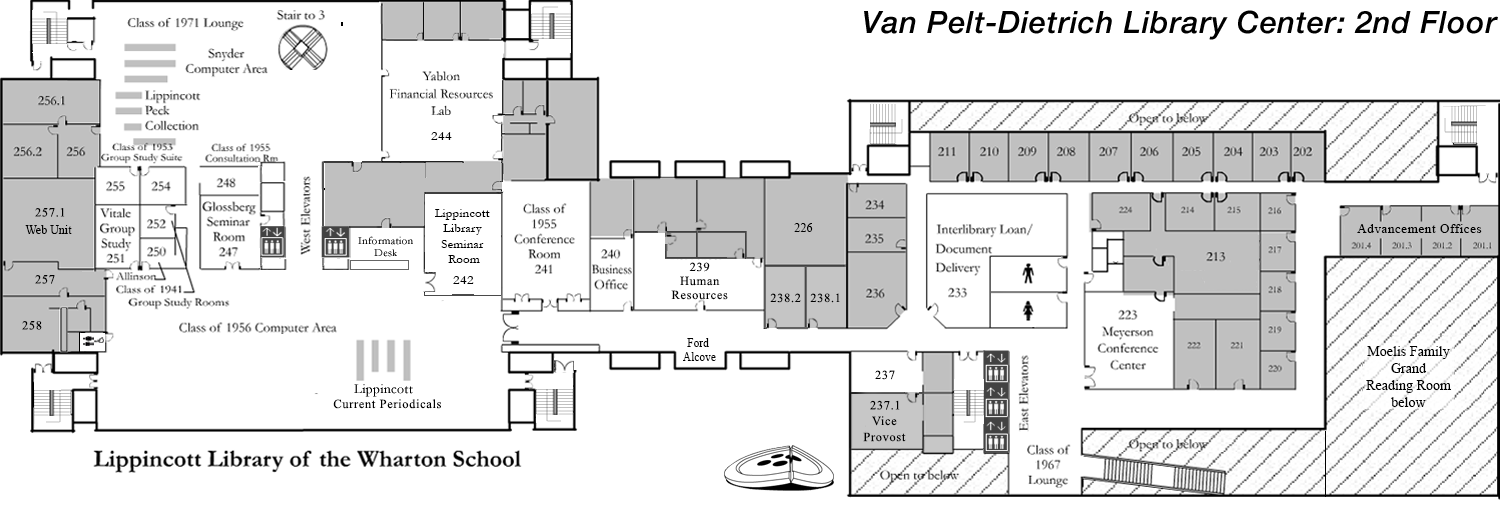 Van Pelt-Dietrich Library Center: 2nd Floor
Class of 1971 Lounge
Stair to 3
Snyder
Computer Area
Lippincott
Peck
Collection
Yablon
Financial Resources
Lab
244
256.1
256.2
256
257.1
Web Unit
257
258
Class of 1953
Group Study Suite
255
254
Vitale
Group
Study
251
252
250
Allinson
Class of 1941
Group Study Rooms
Class of 1955
Consultation Rm
248
Glossberg
Seminar
Room
247
West Elevators
Information
Desk
Lippincott
Library
Seminar
Room
242
Class of
1955
Conference
Room
241
240
Business
Office
239
Human
Resources
226
238.2
238.1
234
235
236
Class of 1956 Computer Area
Lippincott
Current Periodicals
Ford
Alcove
Lippincott Library of the Wharton School
237
237.1
Vice
Provost
Open to below
East Elevators
Class of
1967
Lounge
Open to below
Interlibrary Loan/
Document
Delivery
233
Open to below
211
210
209
208
207
206
205
204
203
202
224
214
215
216
213
217
218
219
220
221
222
223
Meyerson
Conference
Center
Advancement Offices
201.4
201.3
201.2
201.1
Moelis Family
Grand
Reading Room
below